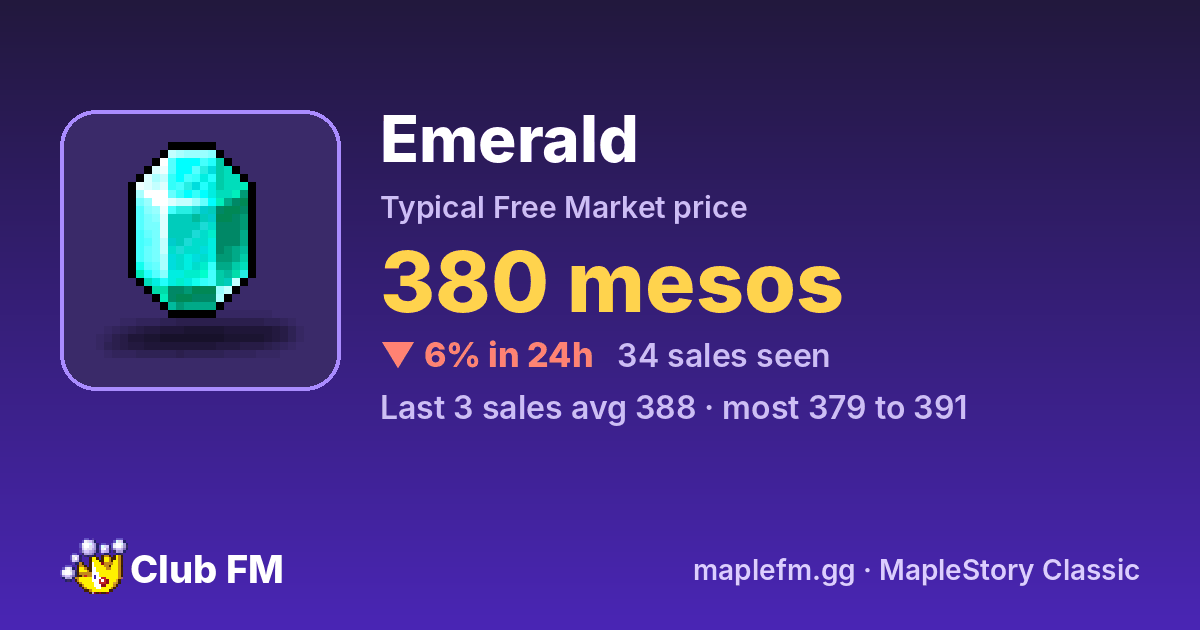 Emerald
Typical Free Market price
380 mesos
▼ 6% in 24h 34 sales seen
Last 3 sales avg 388 · most 379 to 391
Club FM
maplefm.gg · MapleStory Classic